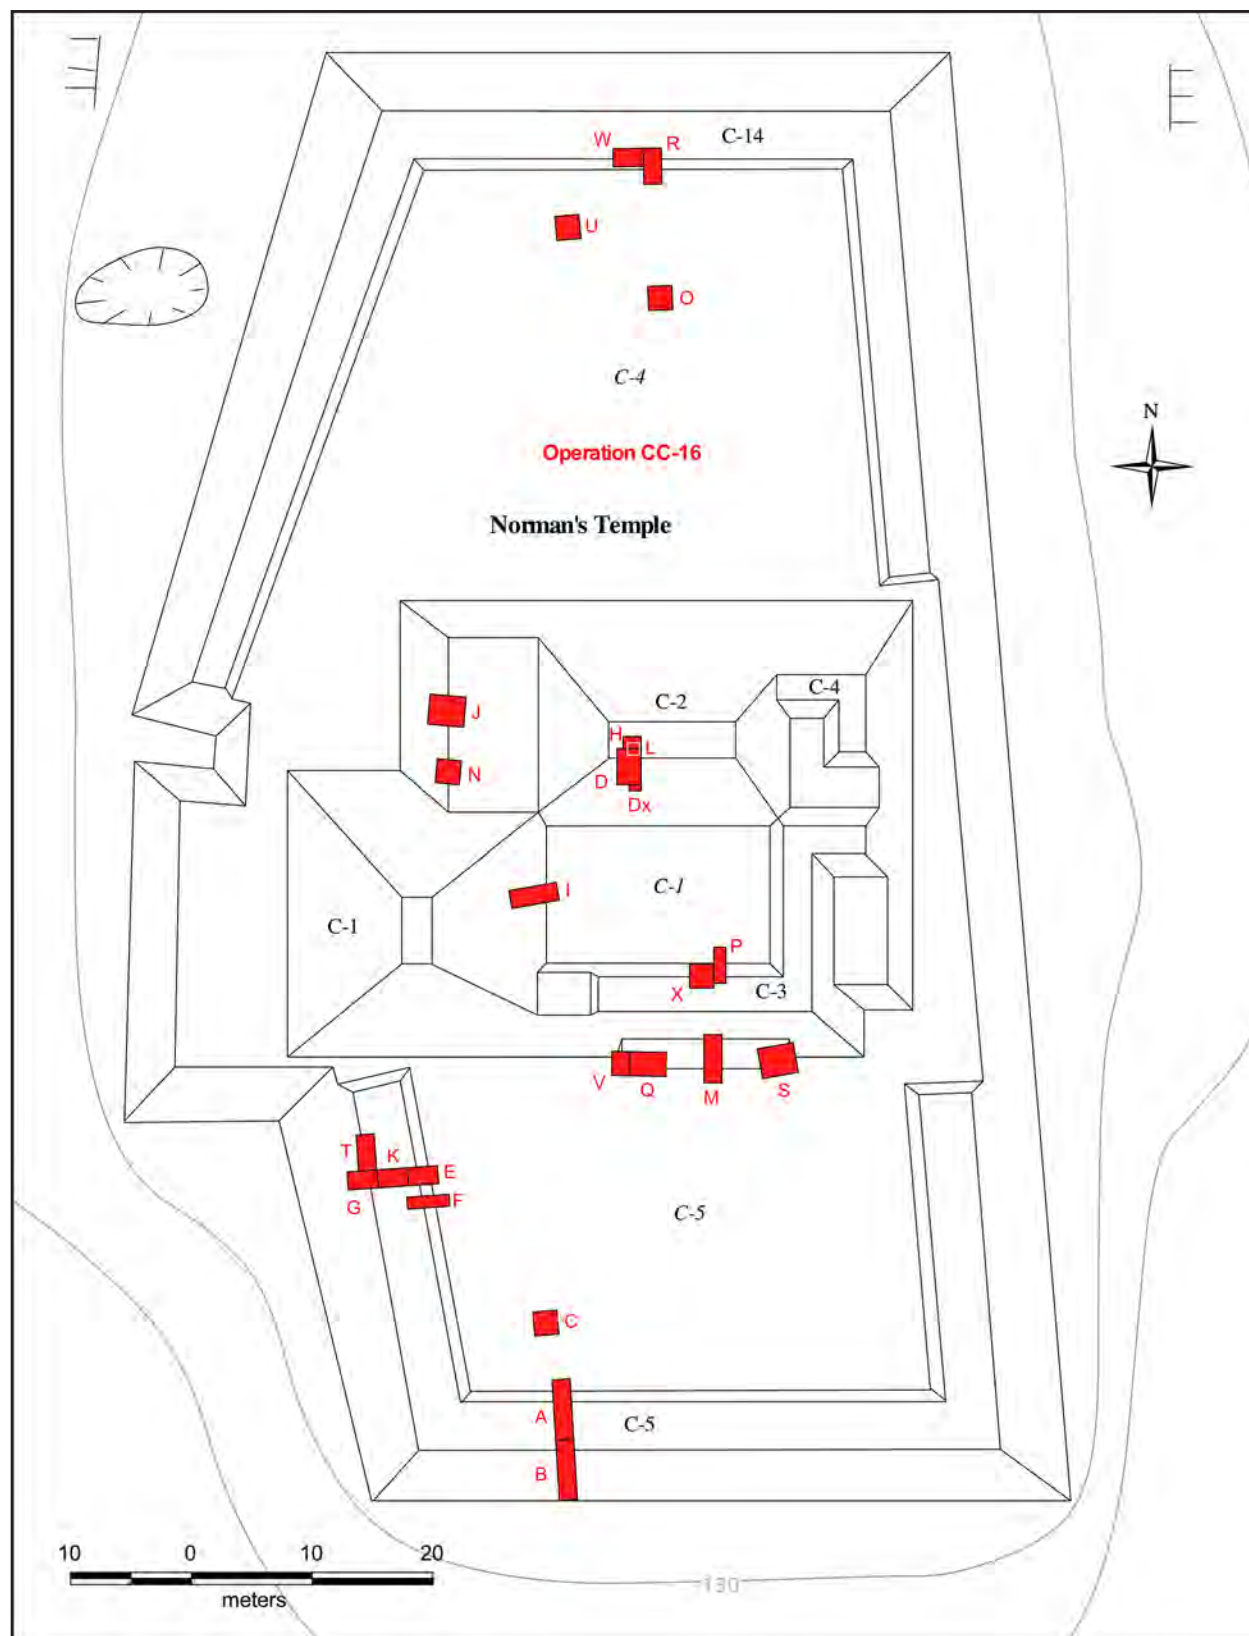 C-14
W
R
U
O
C-4
Operation CC-16
N
Norman's Temple
C-2
C-4
J
H
L
N
D
Dx
I
C-1
C-1
P
X
C-3
V
Q
M
S
T
K
E
G
F
C-5
C
A
C-5
B
10 0 10 20
meters
130